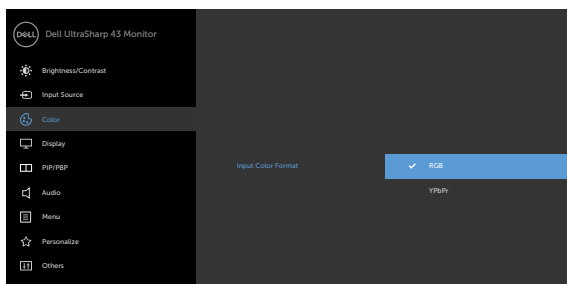 DELL Dell UltraSharp 43 Monitor
Brightness/Contrast
Input Source
Color
Display
PIP/PBP
Input Color Format
RGB
YPbPr
Audio
Menu
Personalize
Others